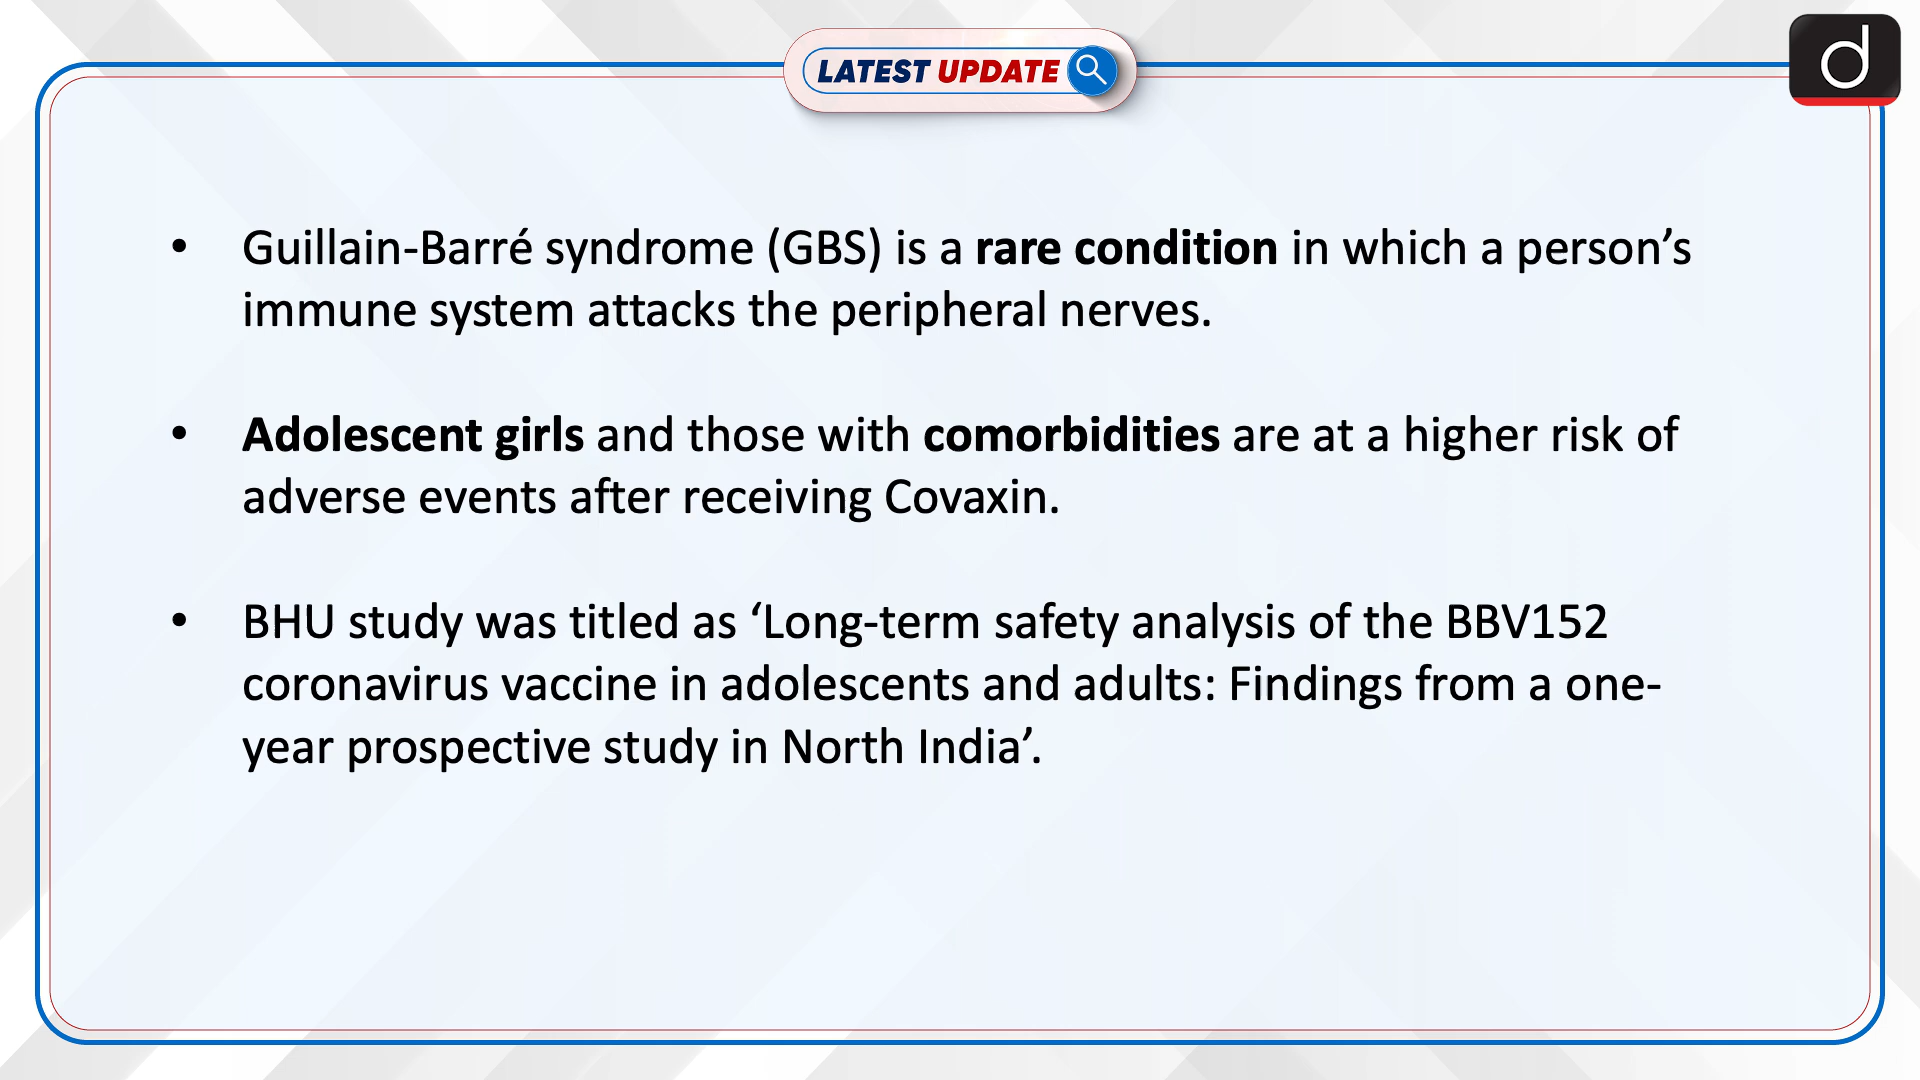 LATEST UPDATE
d
• Guillain-Barré syndrome (GBS) is a rare condition in which a person’s
immune system attacks the peripheral nerves.
• Adolescent girls and those with comorbidities are at a higher risk of
adverse events after receiving Covaxin.
• BHU study was titled as ‘Long-term safety analysis of the BBV152
coronavirus vaccine in adolescents and adults: Findings from a one-
year prospective study in North India’.